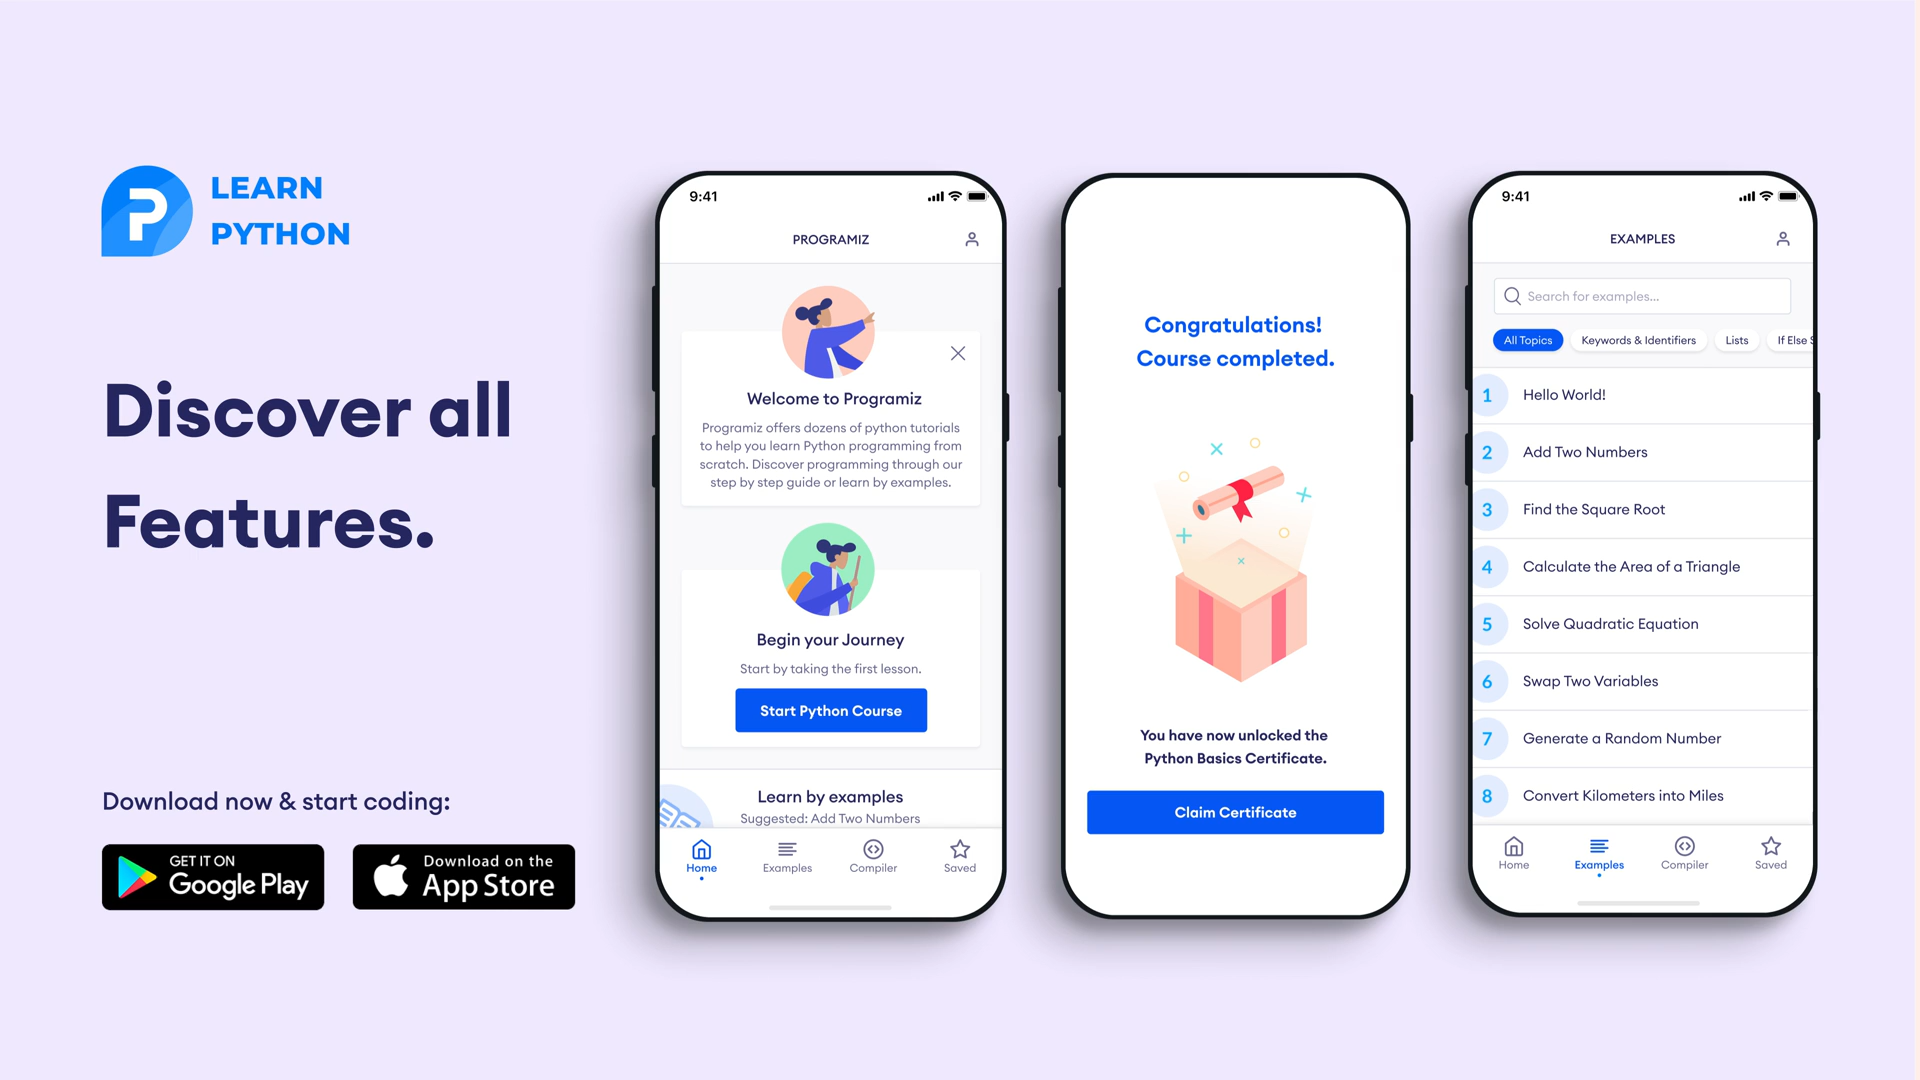 LEARN
PYTHON
Discover all
Features.
Download now & start coding:
GET IT ON
Google Play
Download on the
App Store
9:41
PROGRAMIZ
Welcome to Programiz
Programiz offers dozens of python tutorials
to help you learn Python programming from
scratch. Discover programming through our
step by step guide or learn by examples.
Begin your Journey
Start by taking the first lesson.
Start Python Course
Learn by examples
Suggested: Add Two Numbers
Home
Examples
Compiler
Saved
Congratulations!
Course completed.
You have now unlocked the
Python Basics Certificate.
Claim Certificate
9:41
EXAMPLES
Search for examples...
All Topics
Keywords & Identifiers
Lists
If Else S
1 Hello World!
2 Add Two Numbers
3 Find the Square Root
4 Calculate the Area of a Triangle
5 Solve Quadratic Equation
6 Swap Two Variables
7 Generate a Random Number
8 Convert Kilometers into Miles
Home
Examples
Compiler
Saved